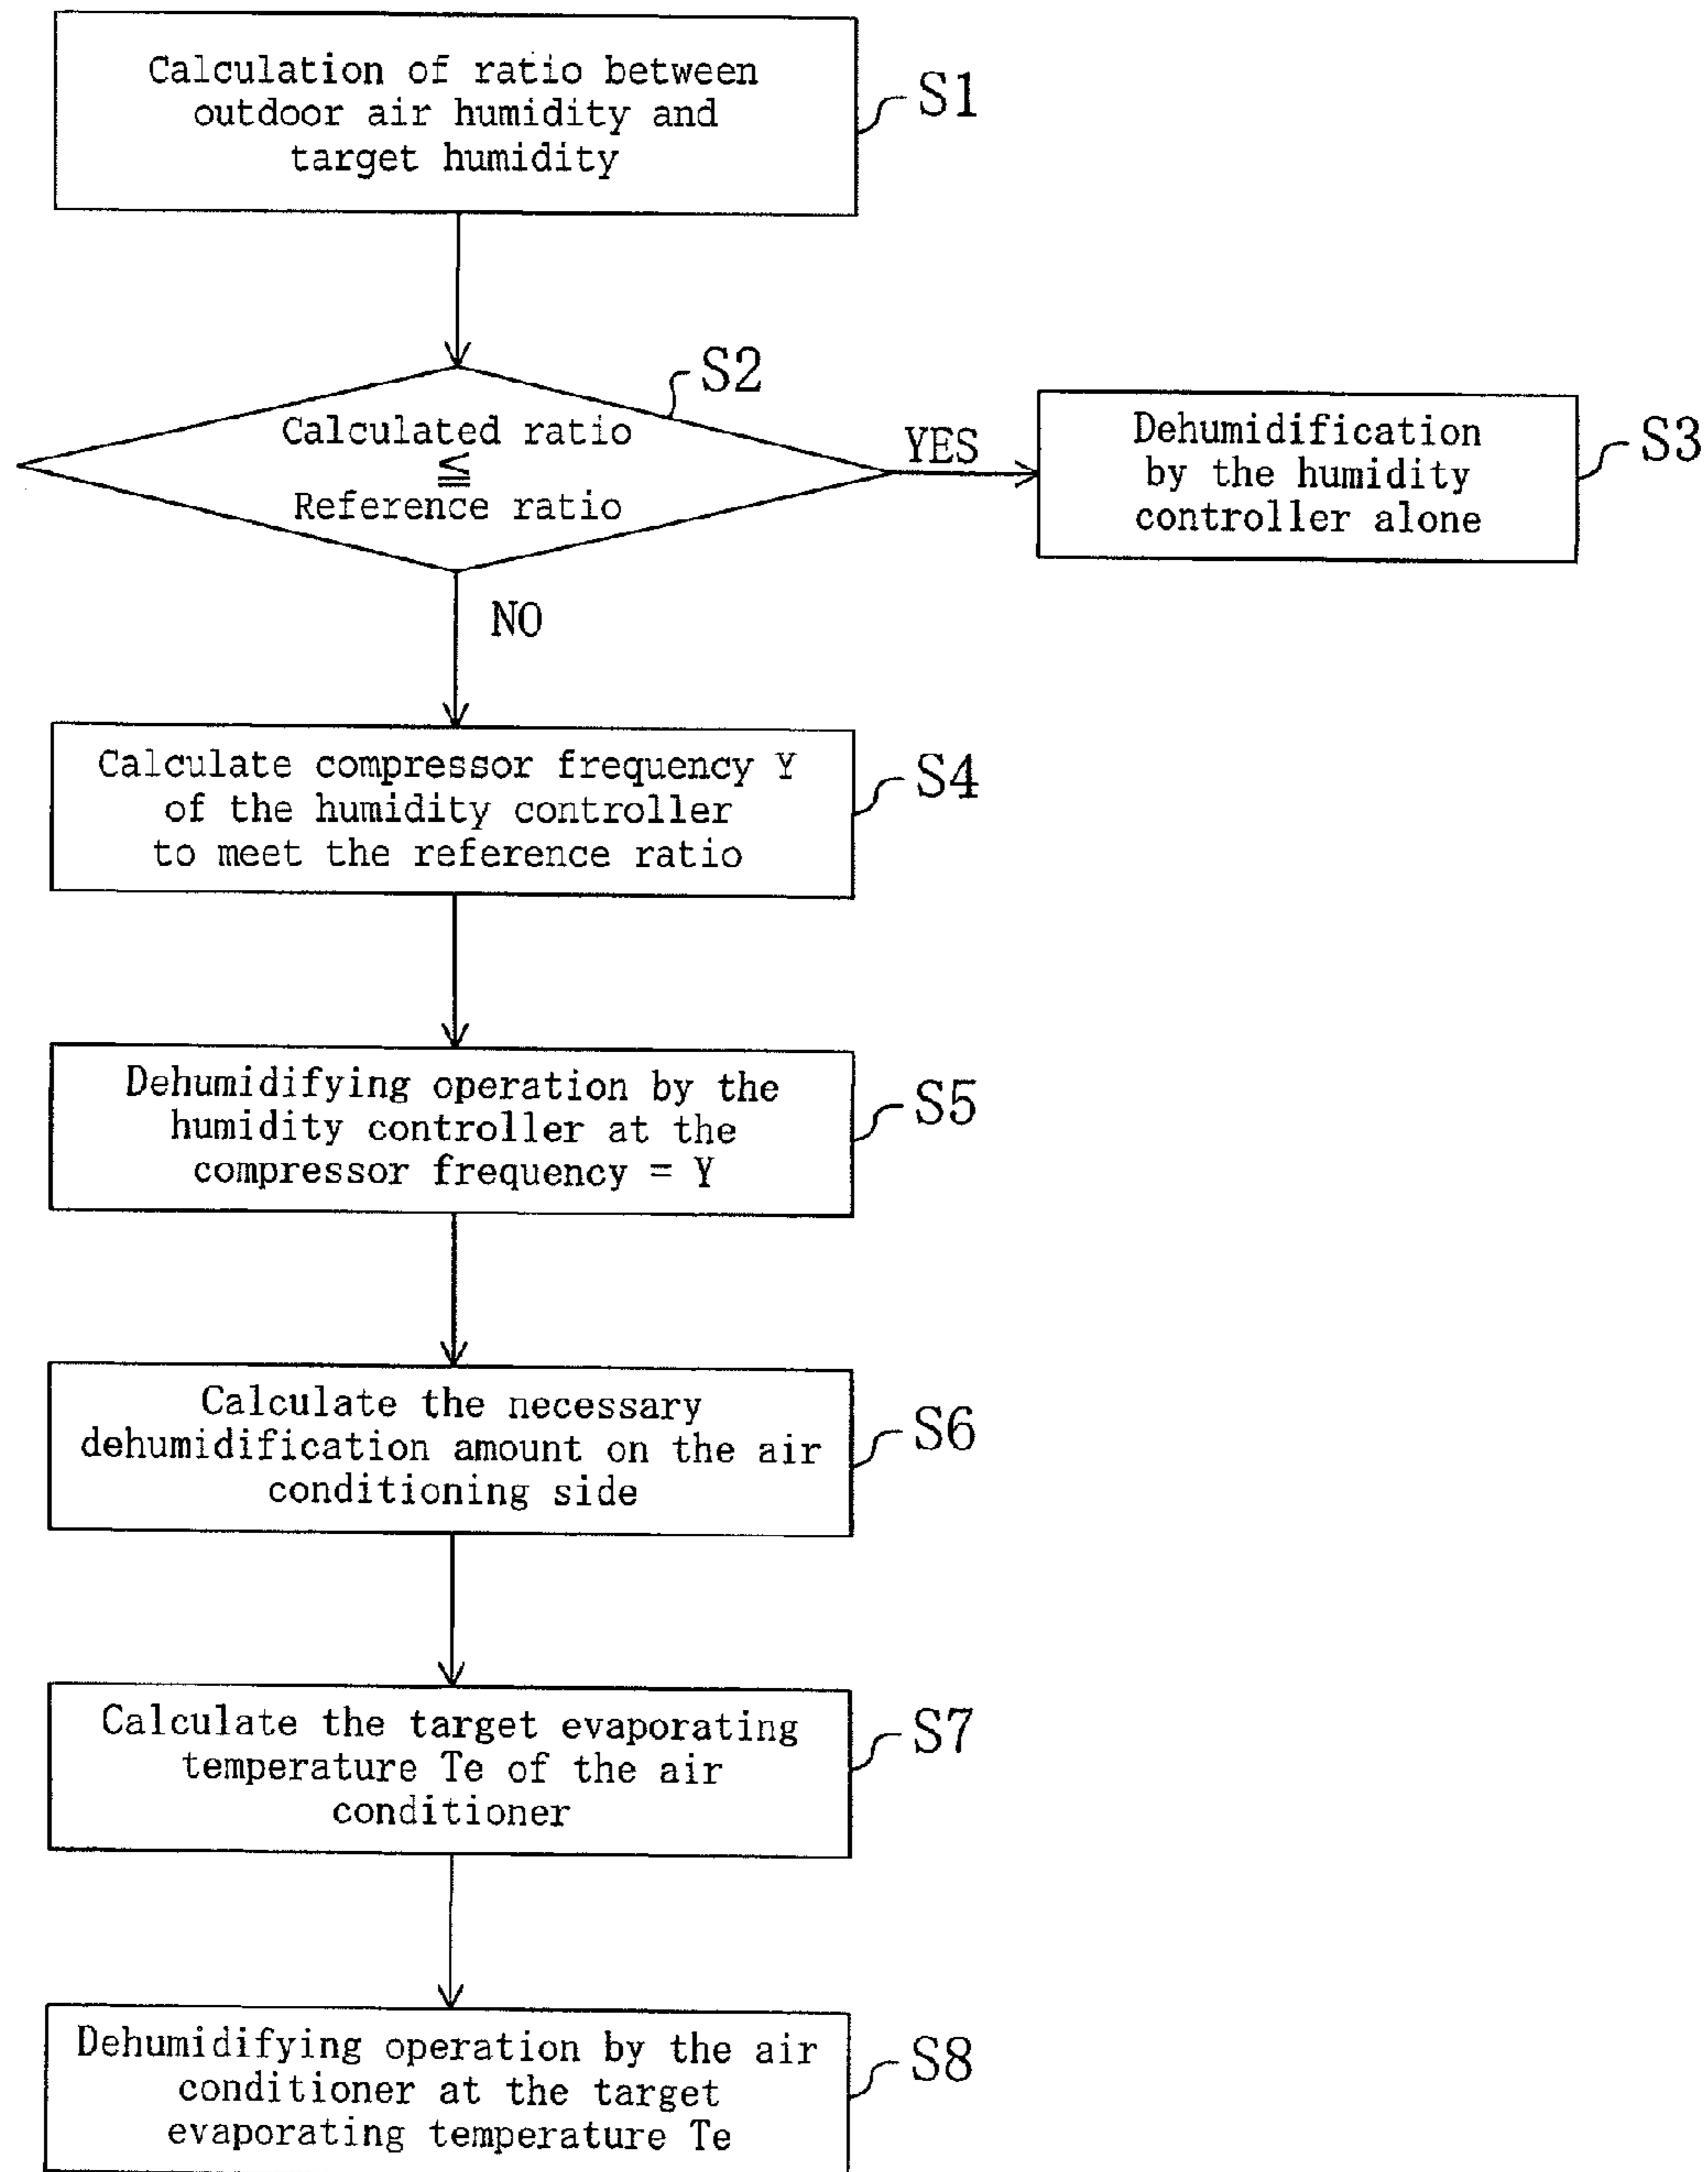 Calculation of ratio between
outdoor air humidity and
target humidity
S1
S2
Calculated ratio
≦
Reference ratio
YES
Dehumidification
by the humidity
controller alone
S3
NO
Calculate compressor frequency Y
of the humidity controller
to meet the reference ratio
S4
Dehumidifying operation by the
humidity controller at the
compressor frequency = Y
S5
Calculate the necessary
dehumidification amount on the air
conditioning side
S6
Calculate the target evaporating
temperature Te of the air
conditioner
S7
Dehumidifying operation by the air
conditioner at the target
evaporating temperature Te
S8